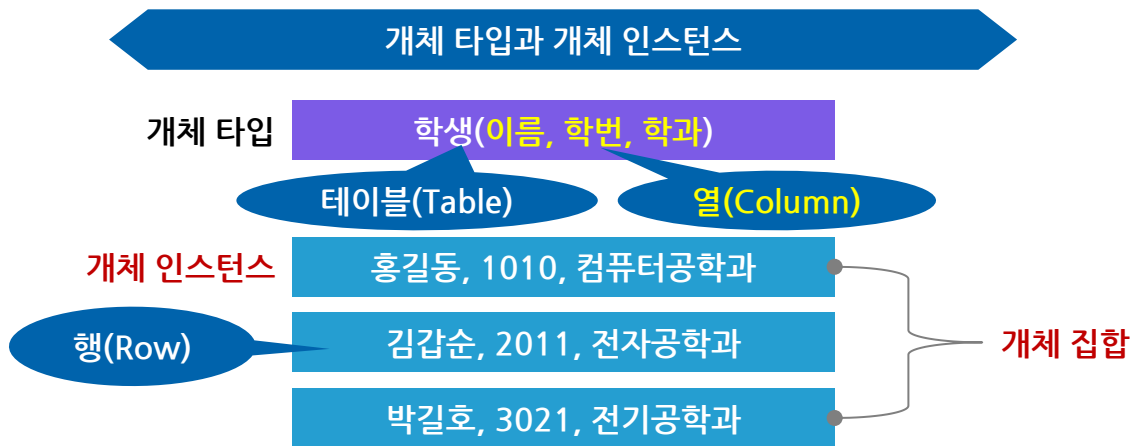 개체 타입과 개체 인스턴스
개체 타입
학생(이름, 학번, 학과)
테이블(Table)
열(Column)
개체 인스턴스
홍길동, 1010, 컴퓨터공학과
행(Row)
김갑순, 2011, 전자공학과
개체 집합
박길호, 3021, 전기공학과